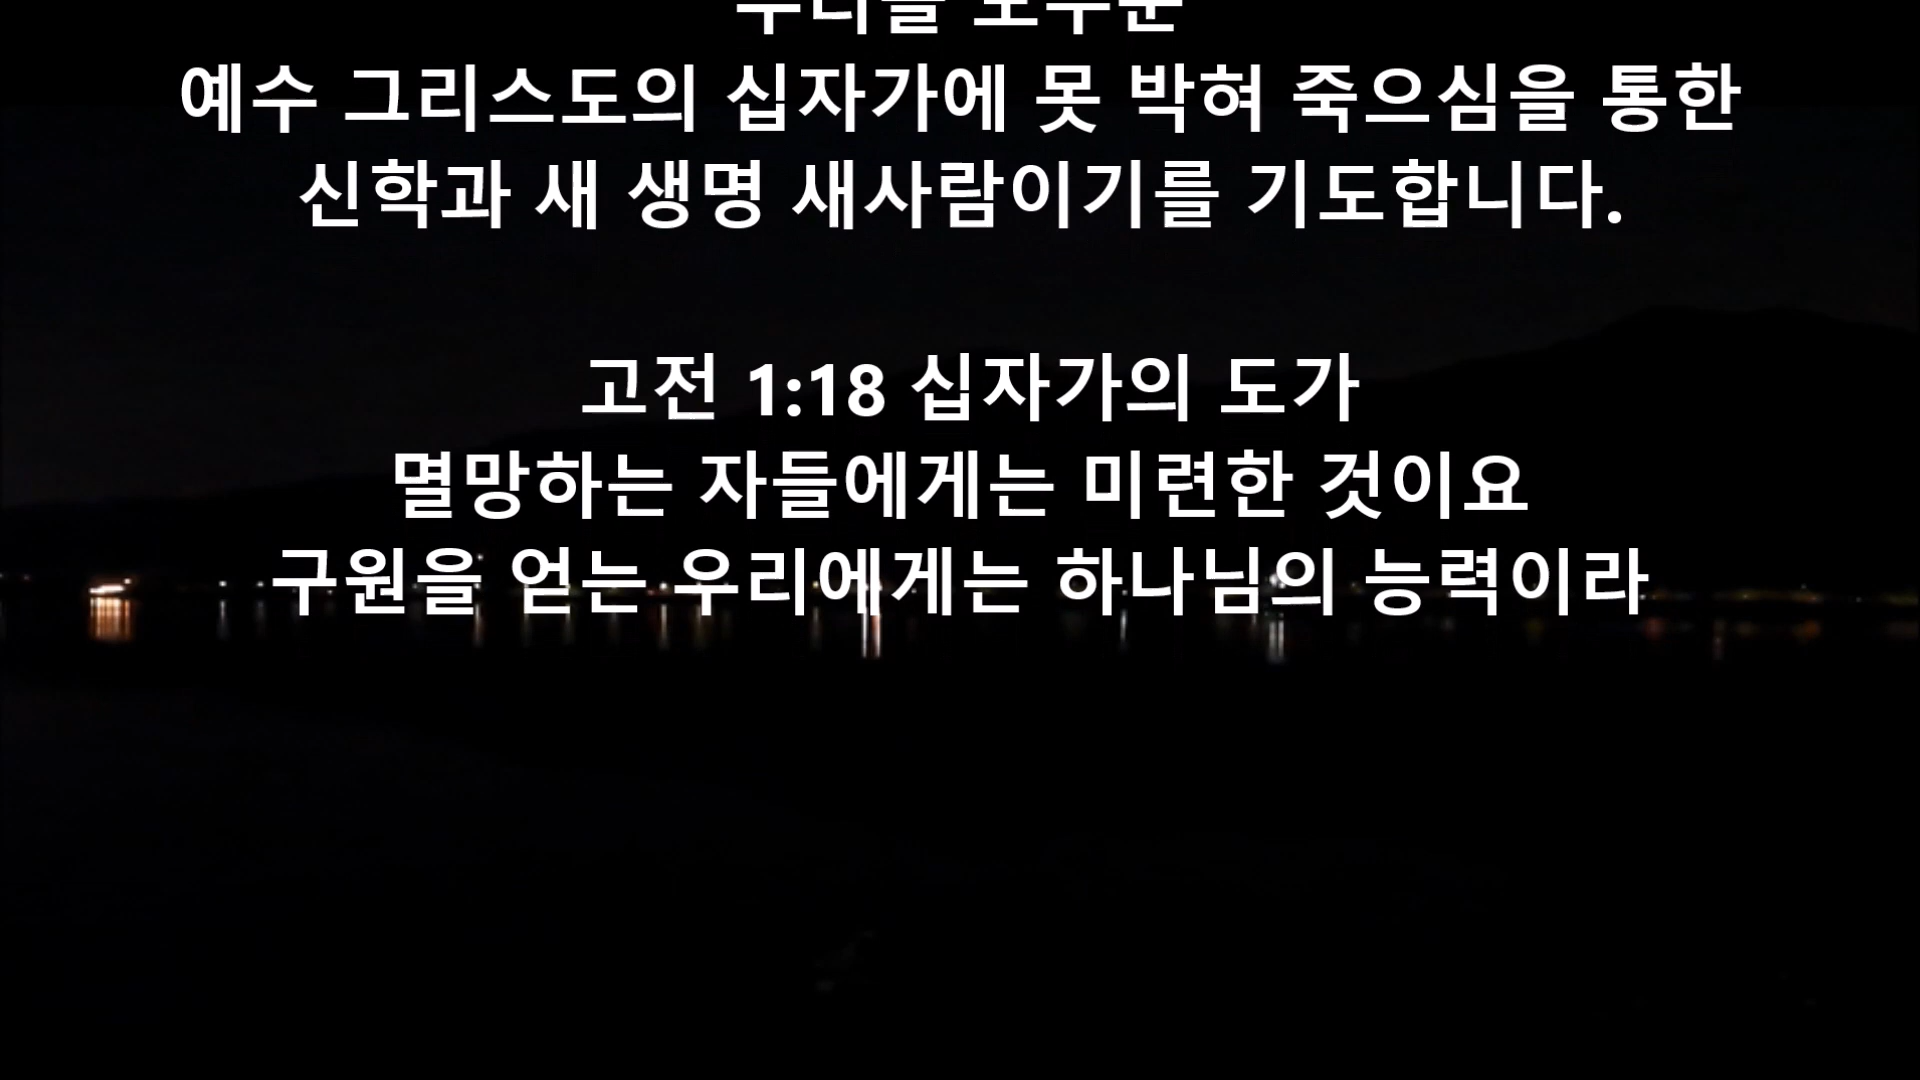 예수 그리스도의 십자가에 못 박혀 죽으심을 통한
신학과 새 생명 새사람이기를 기도합니다.
고전 1:18 십자가의 도가
멸망하는 자들에게는 미련한 것이요
구원을 얻는 우리에게는 하나님의 능력이라